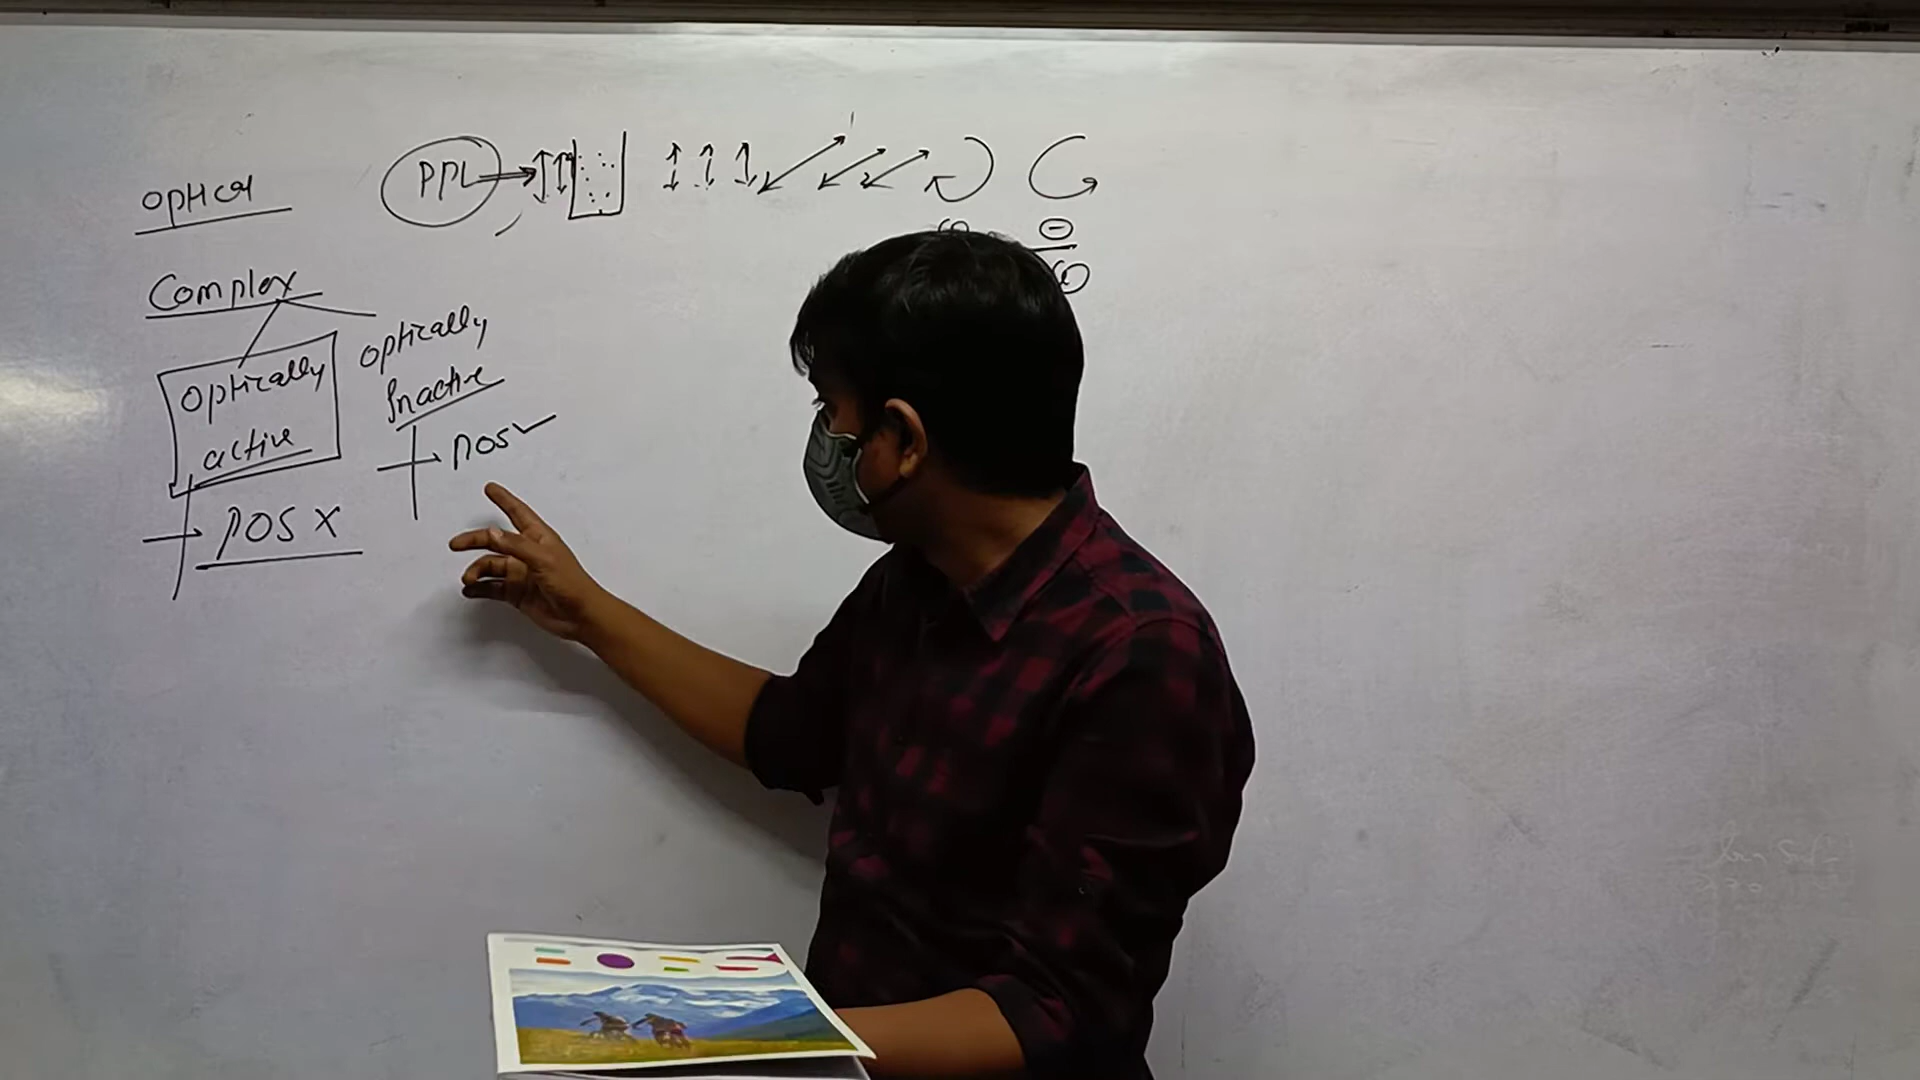 optical
PPL
⊖
Complex
optically
active
POS X
optically
Inactive
POS ✓